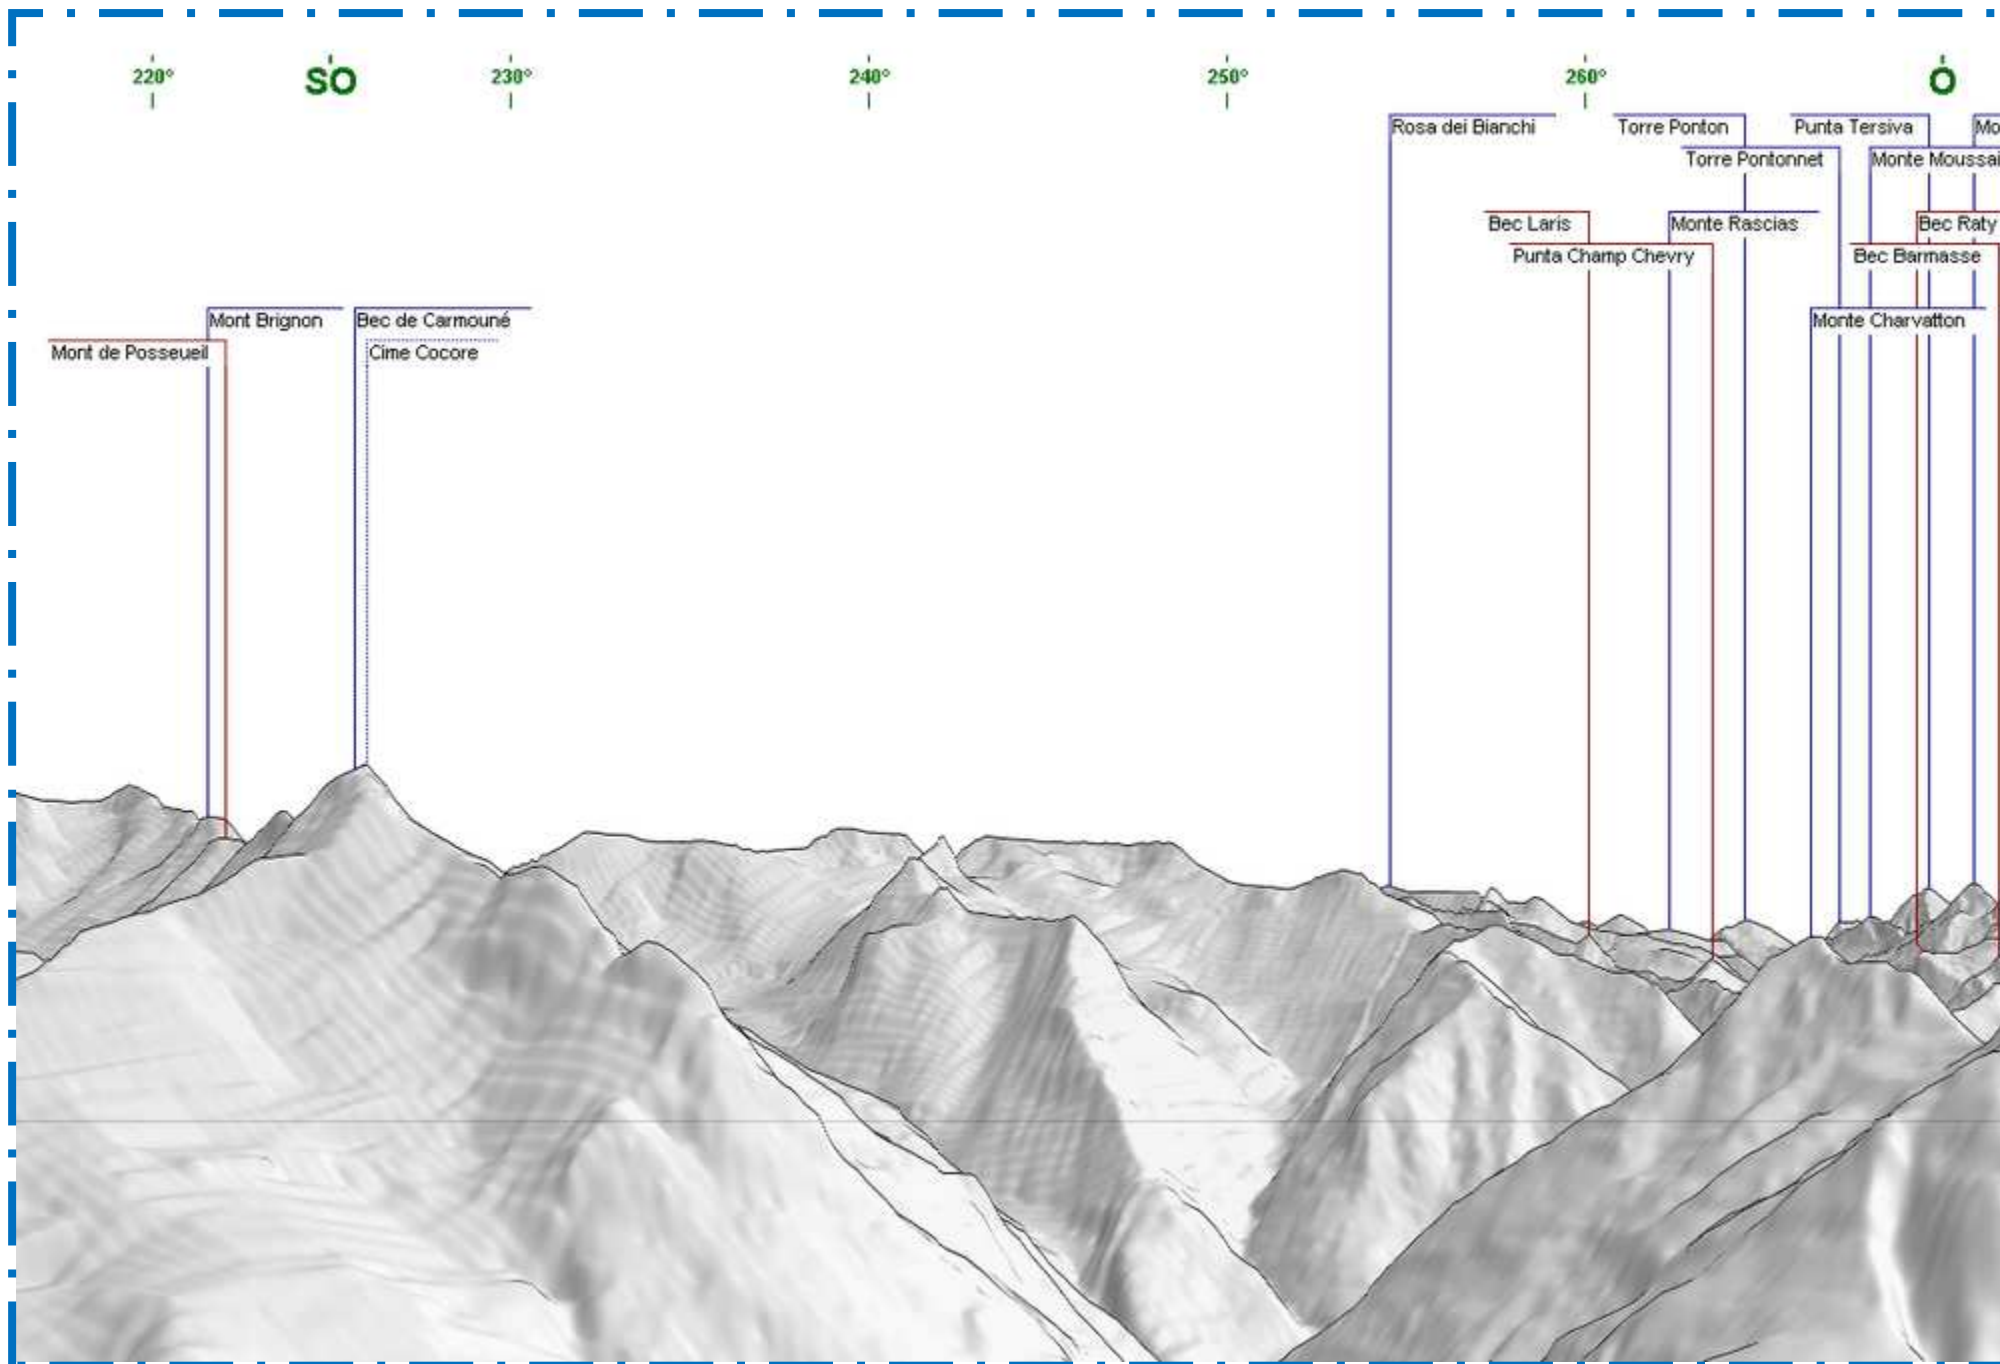 220°
SO
230°
240°
250°
260°
O
Rosa dei Bianchi
Torre Ponton
Punta Tersiva
Mo
Torre Pontonnet
Monte Moussai
Bec Laris
Monte Rascias
Bec Raty
Punta Champ Chevry
Bec Barmasse
Mont Brignon
Bec de Carmouné
Monte Charvatton
Mont de Posseueil
Cime Cocore